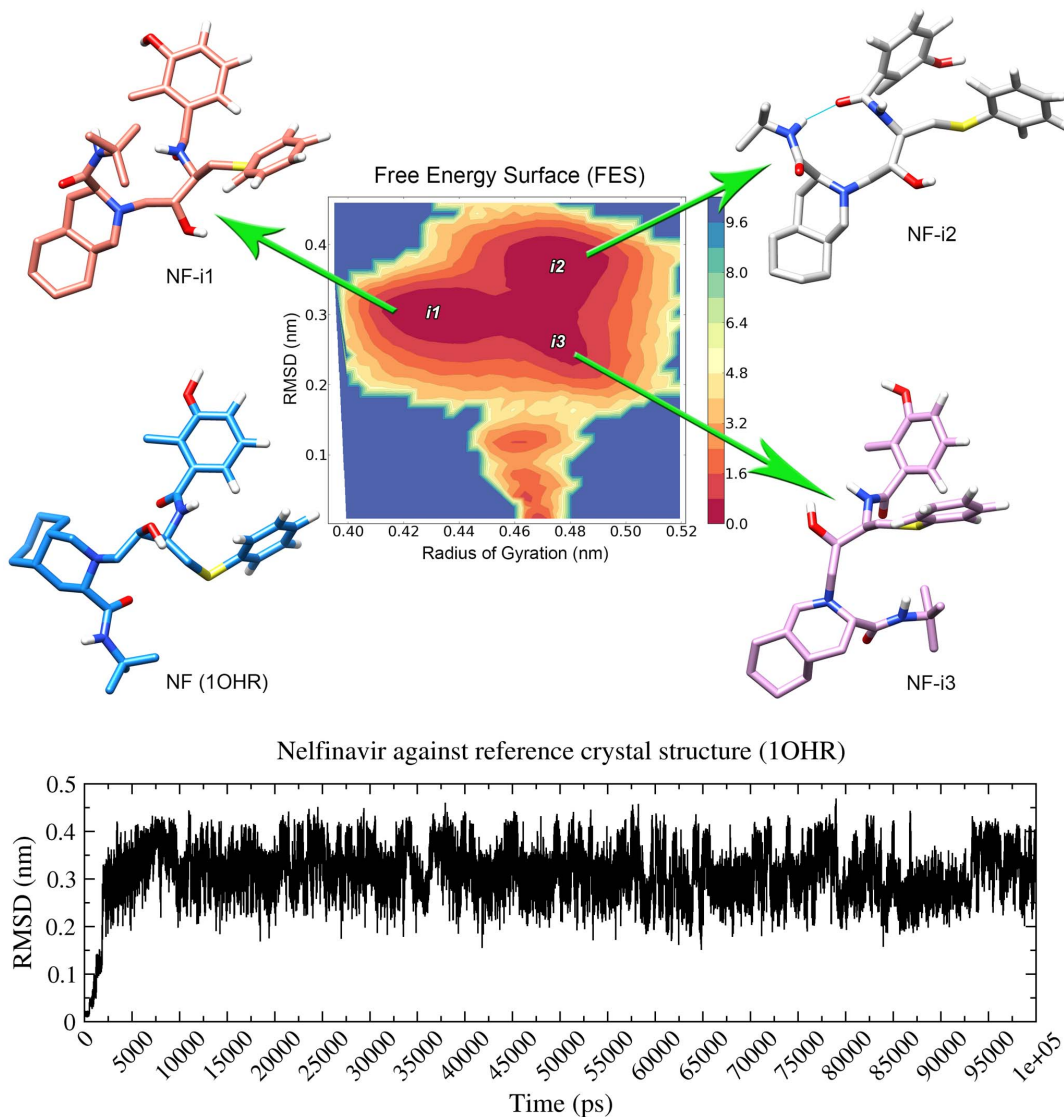 Free Energy Surface (FES)
NF-i1
NF-i2
RMSD (nm)
0.4
0.3
0.2
0.1
i1
i2
i3
9.6
8.0
6.4
4.8
3.2
1.6
0.0
0.40 0.42 0.44 0.46 0.48 0.50 0.52
Radius of Gyration (nm)
NF (1OHR)
NF-i3
Nelfinavir against reference crystal structure (1OHR)
RMSD (nm)
0.5
0.4
0.3
0.2
0.1
0
0 5000 10000 15000 20000 25000 30000 35000 40000 45000 50000 55000 60000 65000 70000 75000 80000 85000 90000 95000 1e+05
Time (ps)